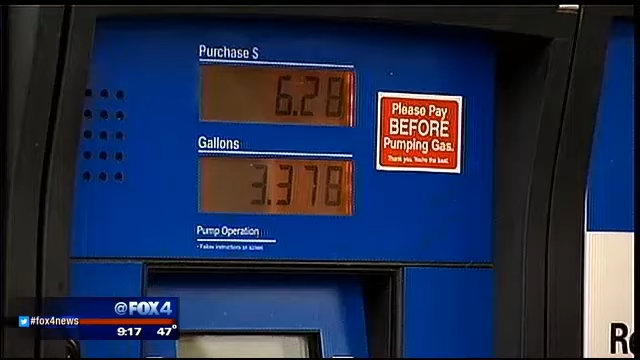 Purchase $
6.28
Please Pay
BEFORE
Pumping Gas.
Thank you. You're the best.
Gallons
3.378
Pump Operation
- Follow instructions on screen
@FOX4
#fox4news
9:17 47°